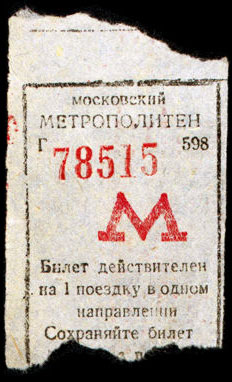 МОСКОВСКИЙ
МЕТРОПОЛИТЕН
Г 78515 598
М
Билет действителен
на 1 поездку в одном
направлении
Сохраняйте билет